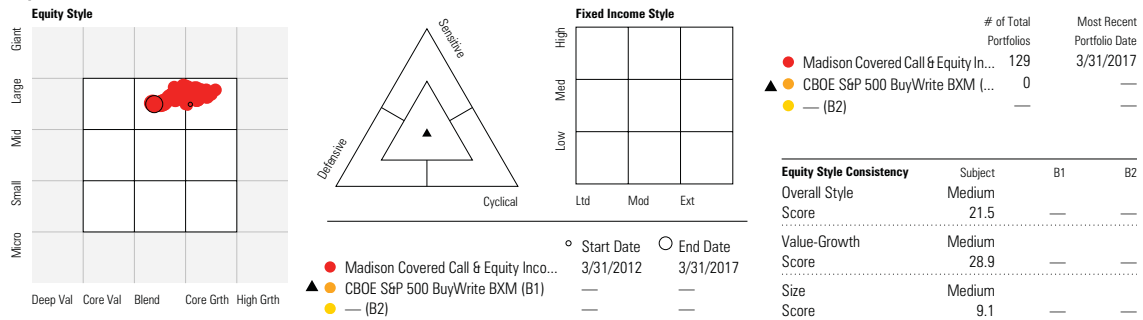 Equity Style
Giant
Large
Mid
Small
Micro
Deep Val Core Val Blend Core Grth High Grth
Sensitive
Defensive
Cyclical
Fixed Income Style
High
Med
Low
Ltd Mod Ext
Start Date End Date
Madison Covered Call & Equity Inco... 3/31/2012 3/31/2017
CBOE S&P 500 BuyWrite BXM (B1) — —
— (B2) — —
# of Total Most Recent
Portfolios Portfolio Date
Madison Covered Call & Equity In... 129 3/31/2017
CBOE S&P 500 BuyWrite BXM (... 0 —
— (B2) — —
Equity Style Consistency Subject B1 B2
Overall Style Medium
Score 21.5 — —
Value-Growth Medium
Score 28.9 — —
Size Medium
Score 9.1 — —